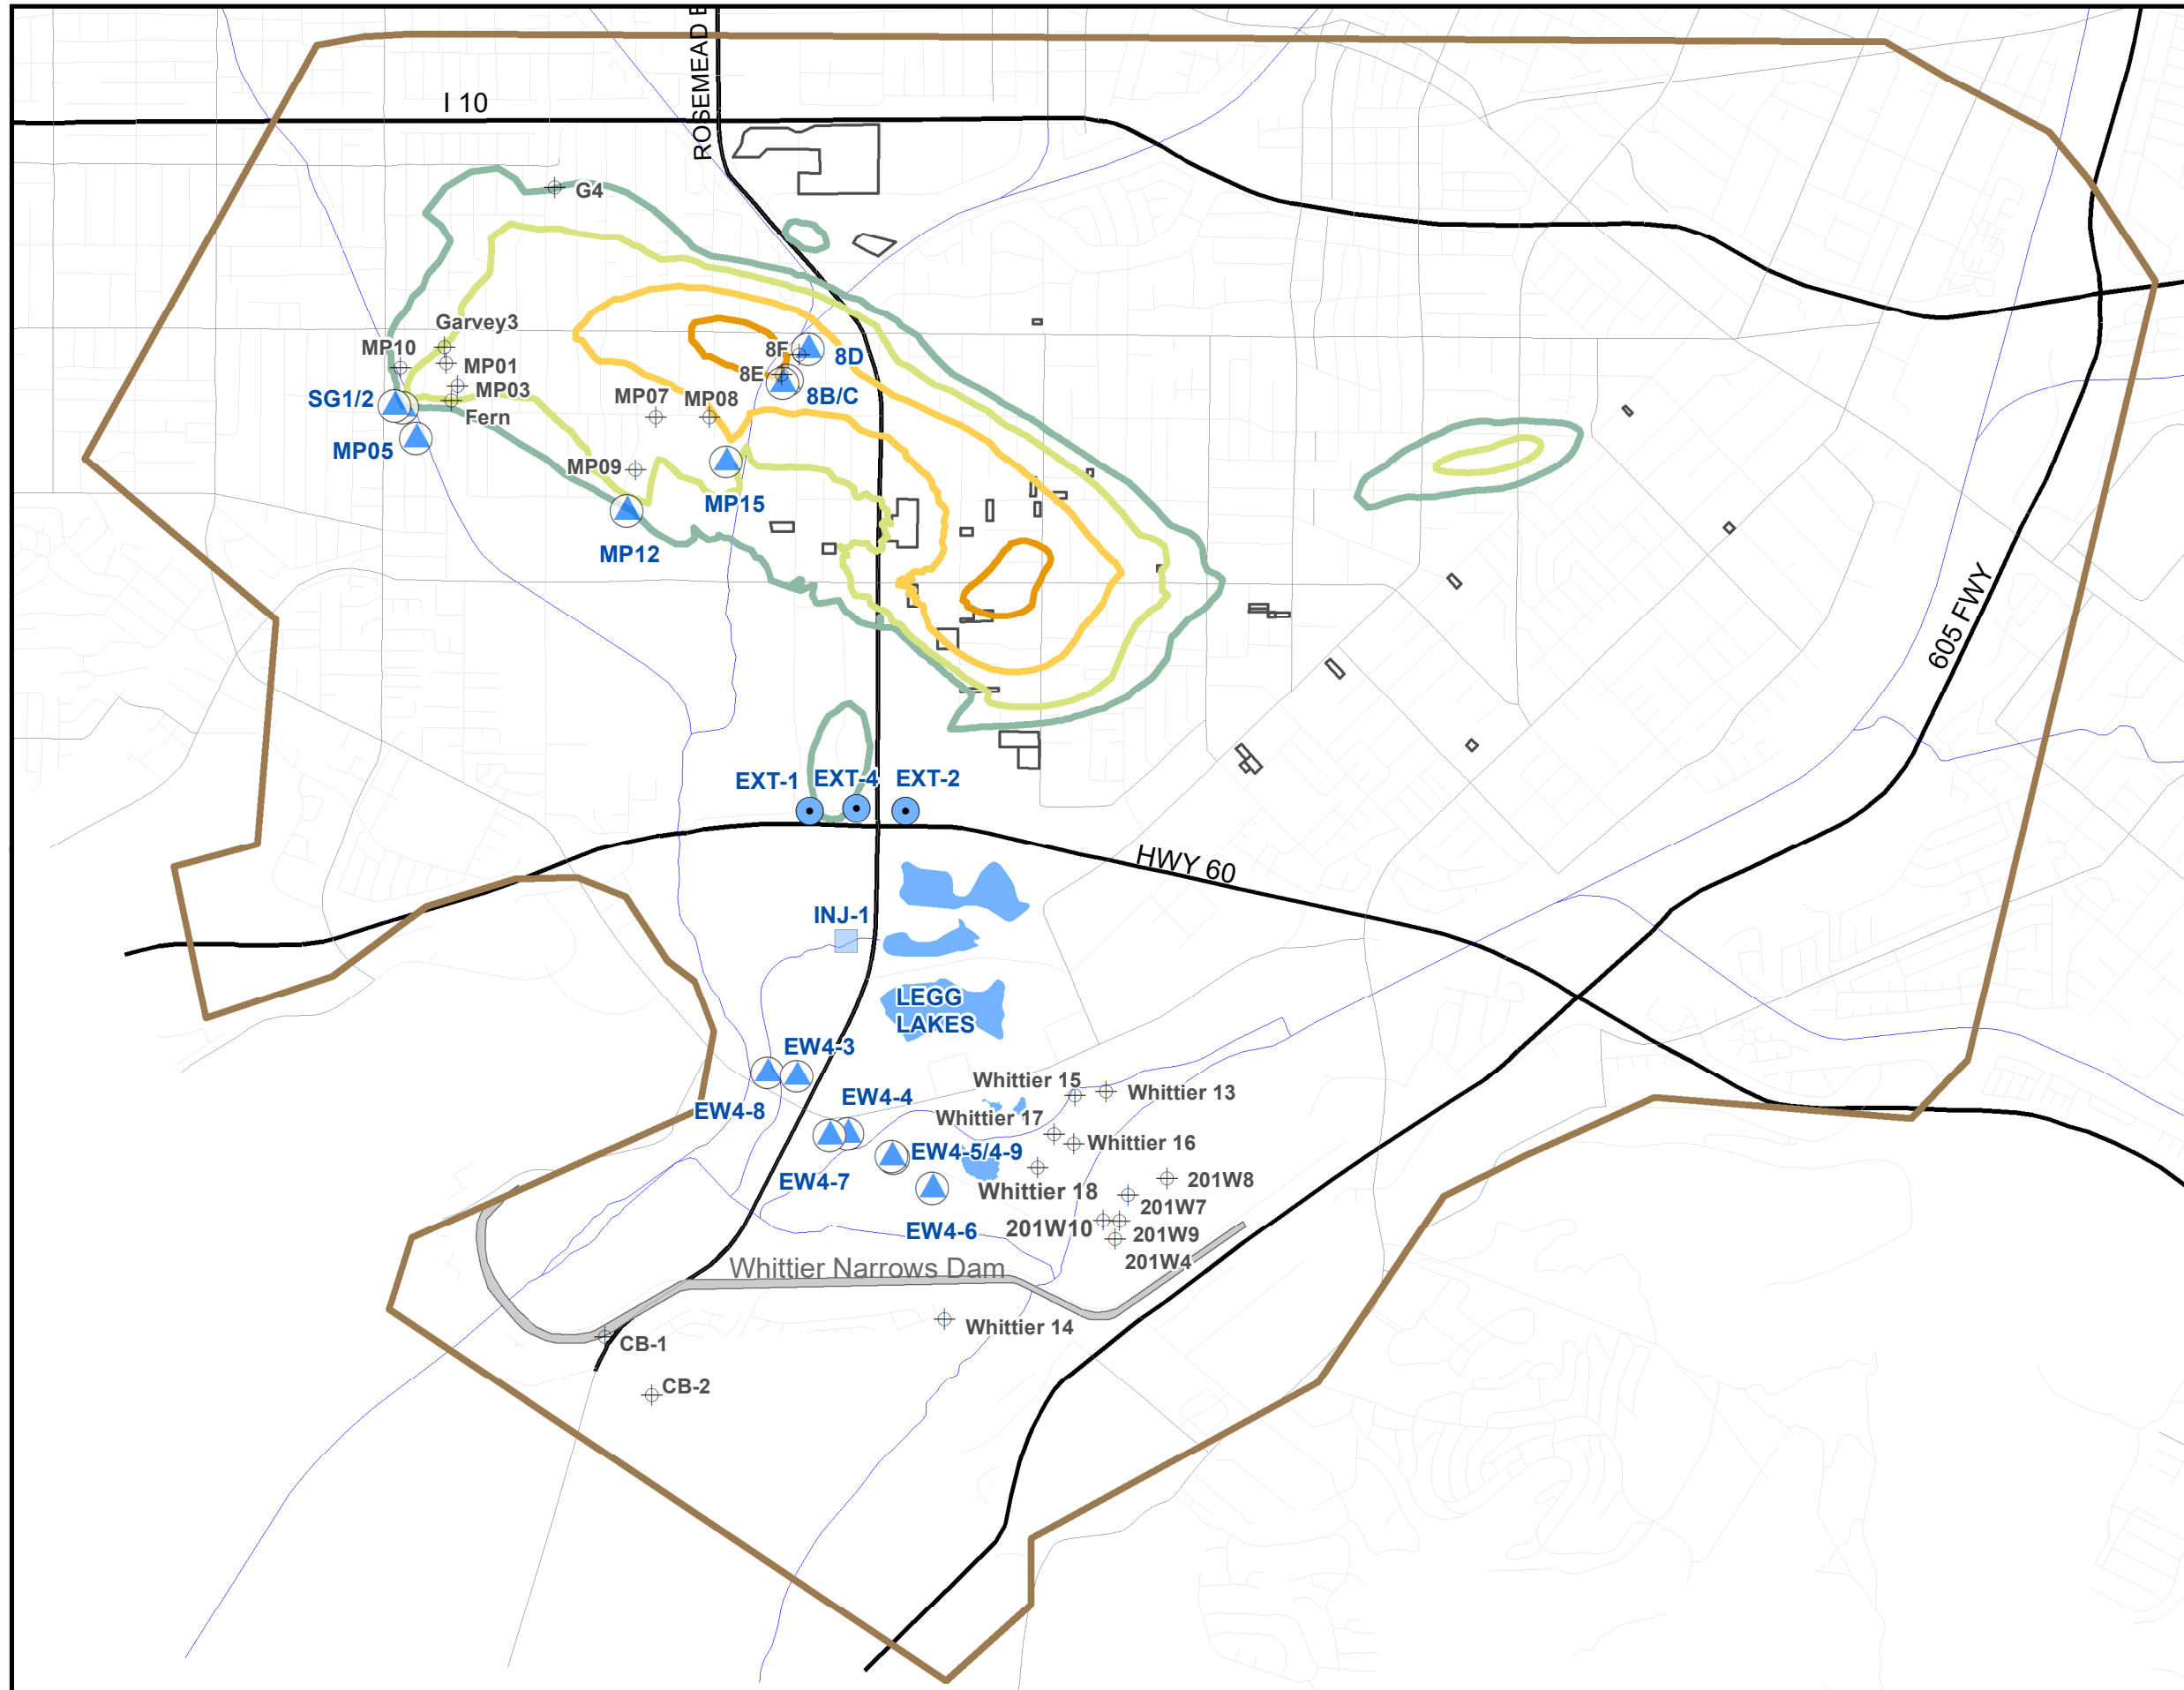 ROSEMEAD B
I 10
G4
Garvey3
MP10
MP01
MP03
SG1/2
Fern
MP05
MP07
MP08
8F
8D
8E
8B/C
MP09
MP15
MP12
605 FWY
EXT-1
EXT-4
EXT-2
HWY 60
INJ-1
LEGG
LAKES
EW4-3
EW4-8
EW4-4
Whittier 15
Whittier 13
Whittier 17
Whittier 16
EW4-5/4-9
EW4-7
Whittier 18
201W8
201W7
EW4-6
201W10
201W9
201W4
Whittier Narrows Dam
Whittier 14
CB-1
CB-2